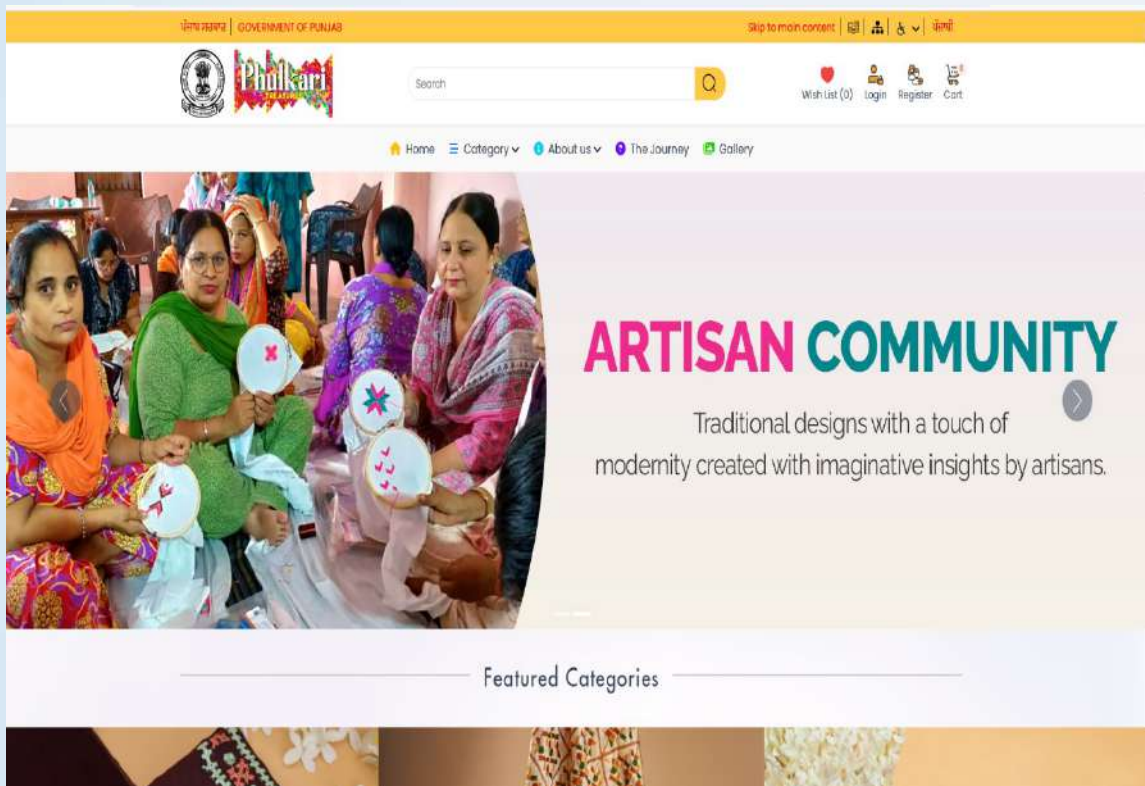 ਪੰਜਾਬ ਸਰਕਾਰ GOVERNMENT OF PUNJAB
Skip to main content ਪੰਜਾਬੀ
Phulkari
Search
Wish List (0) Login Register Cart
Home Category About us The Journey Gallery
ARTISAN COMMUNITY
Traditional designs with a touch of
modernity created with imaginative insights by artisans.
Featured Categories